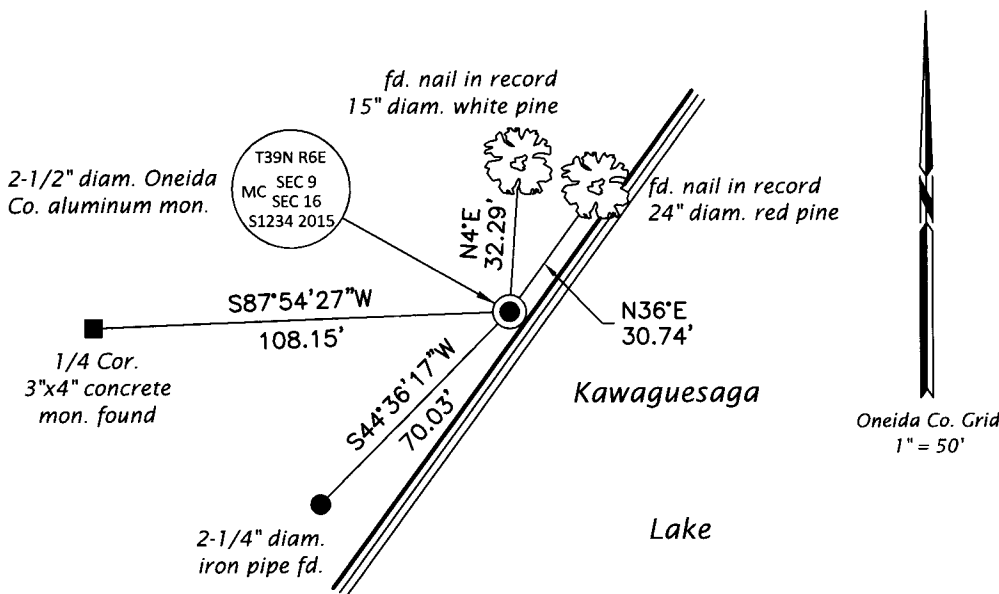 fd. nail in record
15" diam. white pine
2-1/2" diam. Oneida
Co. aluminum mon.
T39N R6E
MC SEC 9
SEC 16
S1234 2015
fd. nail in record
24" diam. red pine
N4°E
32.29'
S87°54'27"W
108.15'
N36°E
30.74'
1/4 Cor.
3"x4" concrete
mon. found
S44°36'17"W
70.03'
Kawaguesaga
Lake
2-1/4" diam.
iron pipe fd.
N
Oneida Co. Grid
1" = 50'